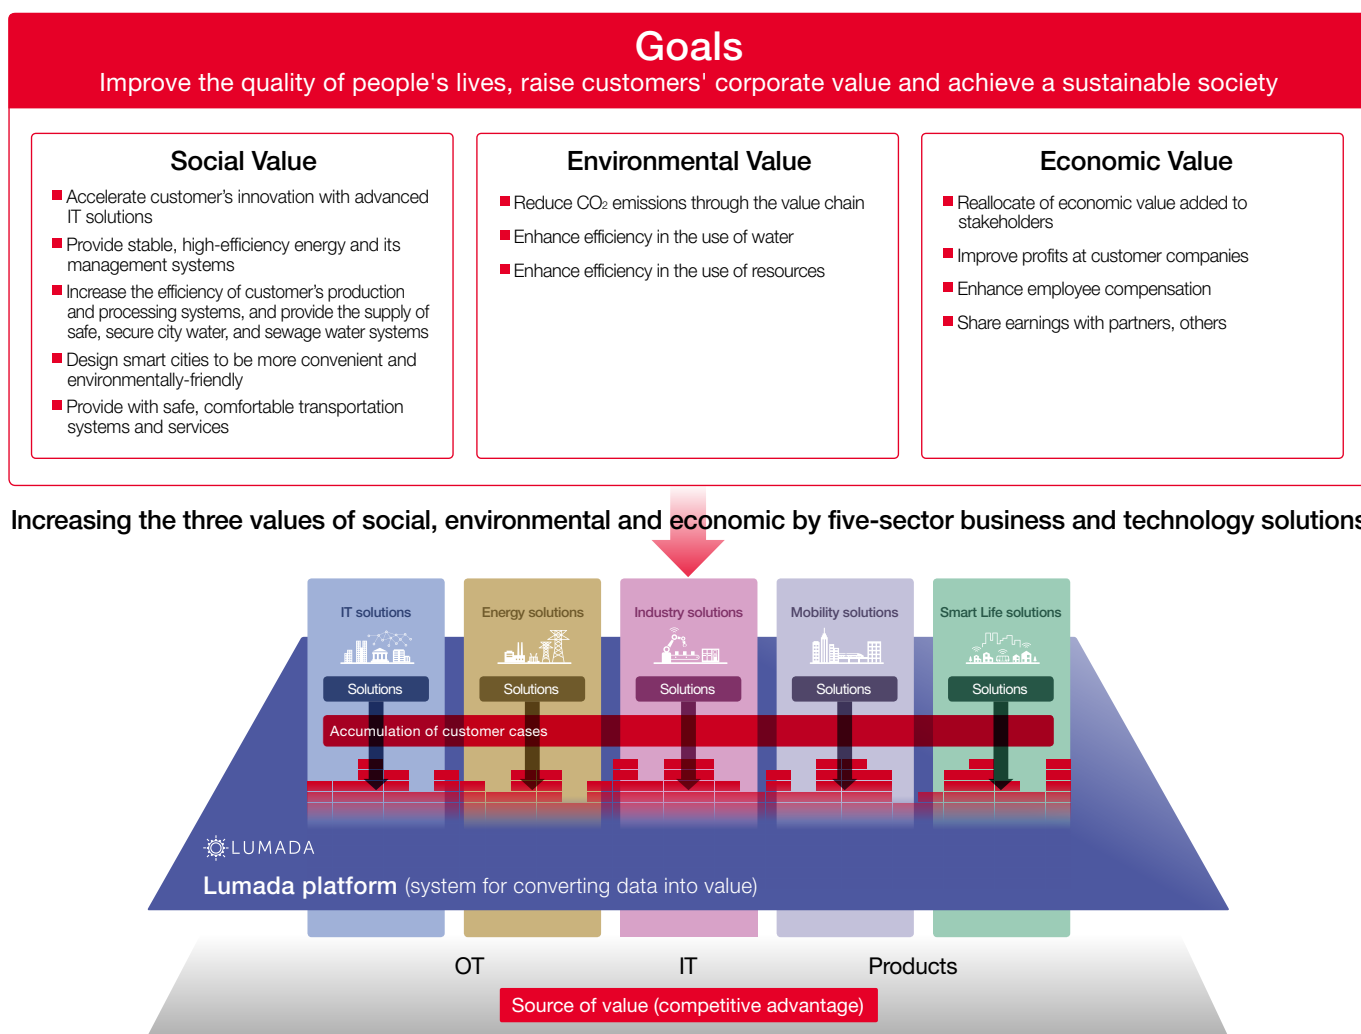 Goals
Improve the quality of people's lives, raise customers' corporate value and achieve a sustainable society
Social Value
Accelerate customer's innovation with advanced
IT solutions
Provide stable, high-efficiency energy and its
management systems
Increase the efficiency of customer's production
and processing systems, and provide the supply of
safe, secure city water, and sewage water systems
Design smart cities to be more convenient and
environmentally-friendly
Provide with safe, comfortable transportation
systems and services
Environmental Value
Reduce CO₂ emissions through the value chain
Enhance efficiency in the use of water
Enhance efficiency in the use of resources
Economic Value
Reallocate of economic value added to
stakeholders
Improve profits at customer companies
Enhance employee compensation
Share earnings with partners, others
Increasing the three values of social, environmental and economic by five-sector business and technology solutions
IT solutions
Energy solutions
Industry solutions
Mobility solutions
Smart Life solutions
Solutions
Solutions
Solutions
Solutions
Solutions
Accumulation of customer cases
LUMADA
Lumada platform (system for converting data into value)
OT
IT
Products
Source of value (competitive advantage)